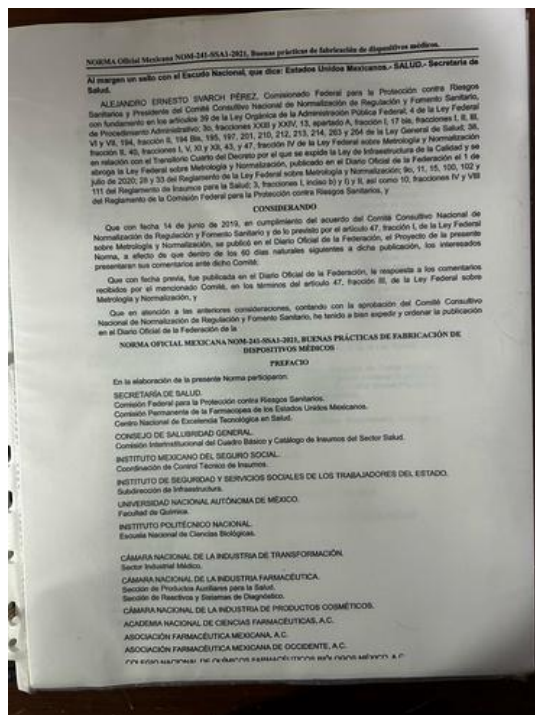 NORMA Oficial Mexicana NOM-241-SSA1-2021, Buenas prácticas de fabricación de dispositivos médicos.
Al margen un sello con el Escudo Nacional, que dice: Estados Unidos Mexicanos.- SALUD.- Secretaría de
Salud.
ALEJANDRO ERNESTO SVARCH PÉREZ, Comisionado Federal para la Protección contra Riesgos
Sanitarios y Presidente del Comité Consultivo Nacional de Normalización de Regulación y Fomento Sanitario,
con fundamento en los artículos 39 de la Ley Orgánica de la Administración Pública Federal; 4 de la Ley Federal
de Procedimiento Administrativo; 3o, fracciones XXIII y XXIV, 13, apartado A, fracción I, 17 bis, fracciones I, II, III,
VI y VII, 194, fracción II, 194 Bis, 195, 197, 201, 210, 212, 213, 214, 263 y 264 de la Ley General de Salud; 38,
fracción II, 40, fracciones I, V, XI y XII, 43, y 47, fracción IV de la Ley Federal sobre Metrología y Normalización
en relación con el Transitorio Cuarto del Decreto por el que se expide la Ley de Infraestructura de la Calidad y se
abroga la Ley Federal sobre Metrología y Normalización, publicado en el Diario Oficial de la Federación el 1 de
julio de 2020; 28 y 33 del Reglamento de la Ley Federal sobre Metrología y Normalización; 9o, 11, 15, 100, 102 y
111 del Reglamento de Insumos para la Salud; 3, fracciones I, inciso b) y l) y II, así como 10, fracciones IV y VIII
del Reglamento de la Comisión Federal para la Protección contra Riesgos Sanitarios, y
CONSIDERANDO
Que con fecha 14 de junio de 2019, en cumplimiento del acuerdo del Comité Consultivo Nacional de
Normalización de Regulación y Fomento Sanitario y de lo previsto por el artículo 47, fracción I, de la Ley Federal
sobre Metrología y Normalización, se publicó en el Diario Oficial de la Federación, el Proyecto de la presente
Norma, a efecto de que dentro de los 60 días naturales siguientes a dicha publicación, los interesados
presentaran sus comentarios ante dicho Comité.
Que con fecha previa, fue publicada en el Diario Oficial de la Federación, la respuesta a los comentarios
recibidos por el mencionado Comité, en los términos del artículo 47, fracción III, de la Ley Federal sobre
Metrología y Normalización, y
Que en atención a las anteriores consideraciones, contando con la aprobación del Comité Consultivo
Nacional de Normalización de Regulación y Fomento Sanitario, he tenido a bien expedir y ordenar la publicación
en el Diario Oficial de la Federación de la
NORMA OFICIAL MEXICANA NOM-241-SSA1-2021, BUENAS PRÁCTICAS DE FABRICACIÓN DE
DISPOSITIVOS MÉDICOS
PREFACIO
En la elaboración de la presente Norma participaron:
SECRETARÍA DE SALUD.
Comisión Federal para la Protección contra Riesgos Sanitarios.
Comisión Permanente de la Farmacopea de los Estados Unidos Mexicanos.
Centro Nacional de Excelencia Tecnológica en Salud.
CONSEJO DE SALUBRIDAD GENERAL.
Comisión Interinstitucional del Cuadro Básico y Catálogo de Insumos del Sector Salud.
INSTITUTO MEXICANO DEL SEGURO SOCIAL.
Coordinación de Control Técnico de Insumos.
INSTITUTO DE SEGURIDAD Y SERVICIOS SOCIALES DE LOS TRABAJADORES DEL ESTADO.
Subdirección de Infraestructura.
UNIVERSIDAD NACIONAL AUTÓNOMA DE MÉXICO.
Facultad de Química.
INSTITUTO POLITÉCNICO NACIONAL.
Escuela Nacional de Ciencias Biológicas.
CÁMARA NACIONAL DE LA INDUSTRIA DE TRANSFORMACIÓN.
Sector Industrial Médico.
CÁMARA NACIONAL DE LA INDUSTRIA FARMACÉUTICA.
Sección de Productos Auxiliares para la Salud.
Sección de Reactivos y Sistemas de Diagnóstico.
CÁMARA NACIONAL DE LA INDUSTRIA DE PRODUCTOS COSMÉTICOS.
ACADEMIA NACIONAL DE CIENCIAS FARMACÉUTICAS, A.C.
ASOCIACIÓN FARMACÉUTICA MEXICANA, A.C.
ASOCIACIÓN FARMACÉUTICA MEXICANA DE OCCIDENTE, A.C.
COLEGIO NACIONAL DE QUÍMICOS FARMACÉUTICOS BIÓLOGOS MÉXICO, A.C.